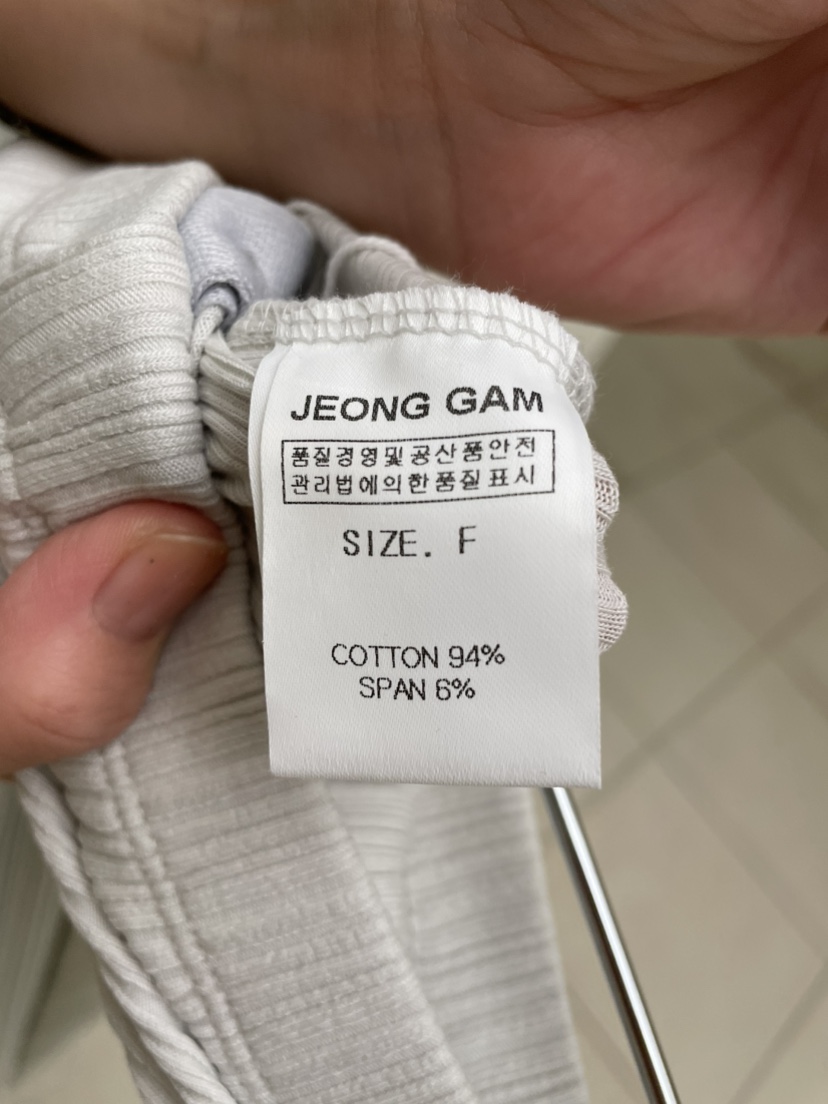 JEONG GAM
품질경영및공산품안전
관리법에의한품질표시
SIZE. F
COTTON 94%
SPAN 6%